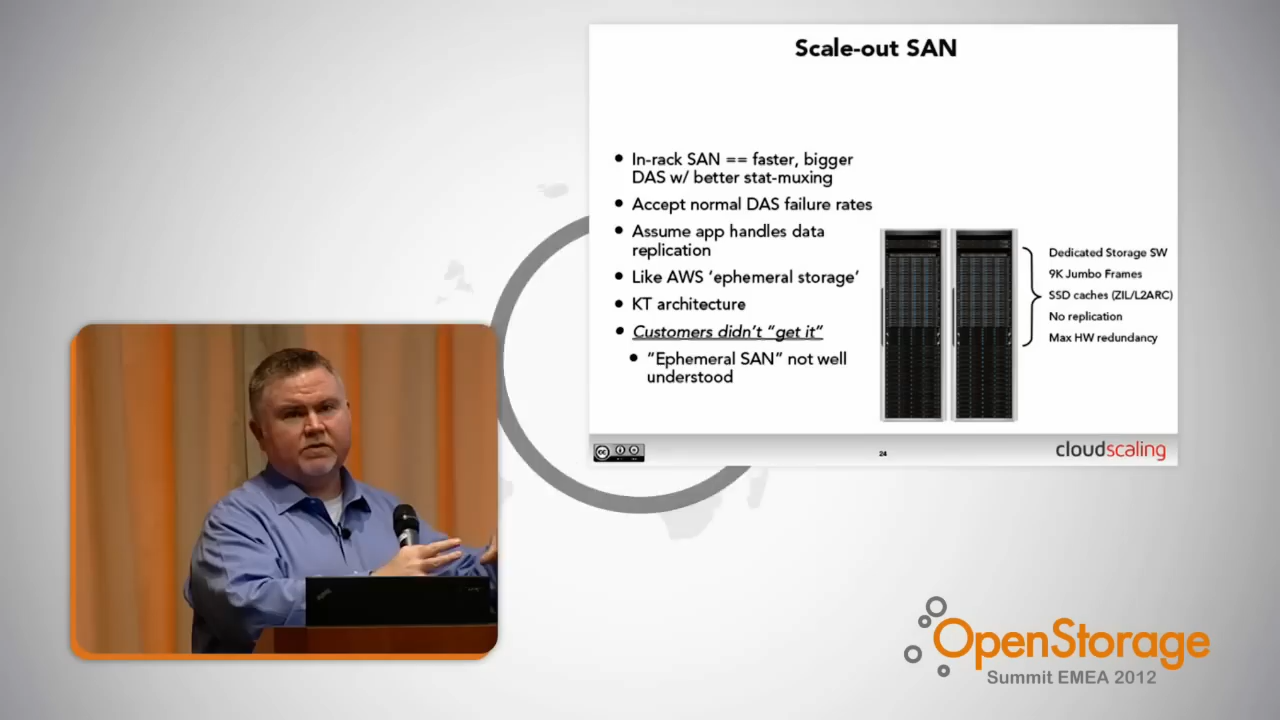 Scale-out SAN
• In-rack SAN == faster, bigger
DAS w/ better stat-muxing
• Accept normal DAS failure rates
• Assume app handles data
replication
• Like AWS ‘ephemeral storage’
• KT architecture
• Customers didn’t “get it”
• “Ephemeral SAN” not well
understood
Dedicated Storage SW
9K Jumbo Frames
SSD caches (ZIL/L2ARC)
No replication
Max HW redundancy
cc
24
cloudscaling
OpenStorage
Summit EMEA 2012